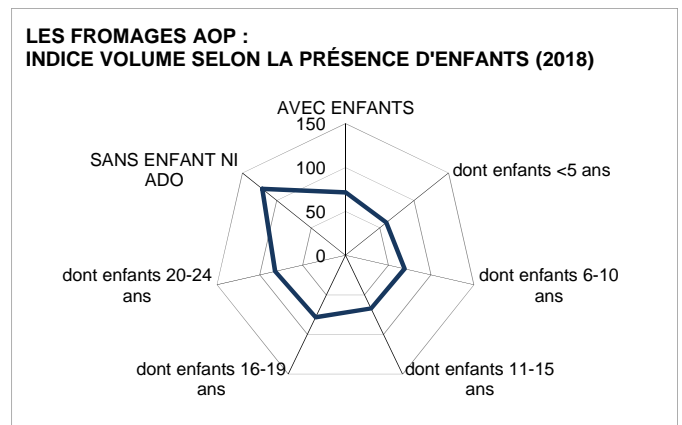 LES FROMAGES AOP :
INDICE VOLUME SELON LA PRÉSENCE D'ENFANTS (2018)
AVEC ENFANTS
150
100
50
0
dont enfants <5 ans
dont enfants 6-10
ans
dont enfants 11-15
ans
dont enfants 16-19
ans
dont enfants 20-24
ans
SANS ENFANT NI
ADO